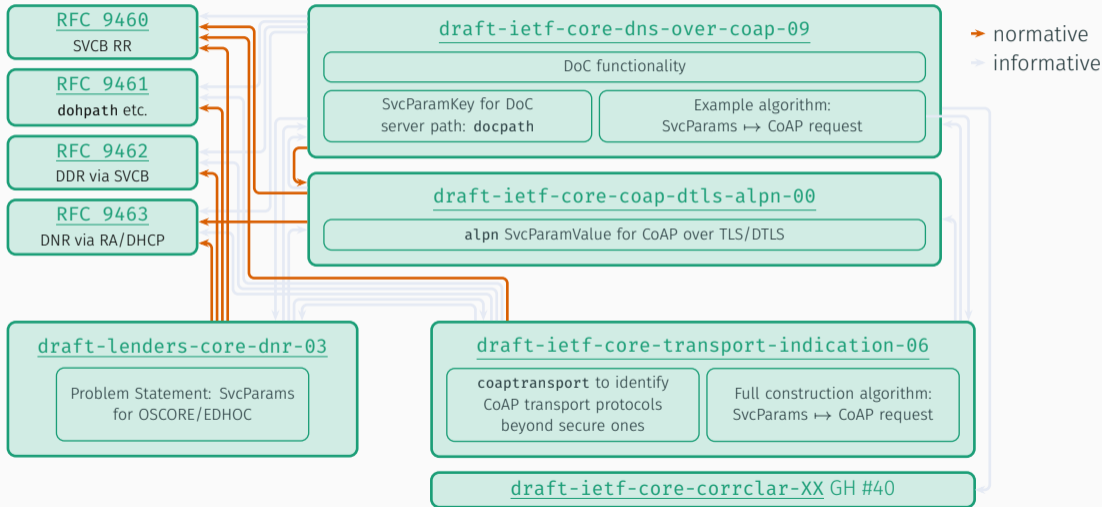 RFC 9460
SVCB RR
RFC 9461
dohpath etc.
RFC 9462
DDR via SVCB
RFC 9463
DNR via RA/DHCP
draft-ietf-core-dns-over-coap-09
DoC functionality
SvcParamKey for DoC
server path: docpath
Example algorithm:
SvcParams ↦ CoAP request
normative
informative
draft-ietf-core-coap-dtls-alpn-00
alpn SvcParamValue for CoAP over TLS/DTLS
draft-lenders-core-dnr-03
Problem Statement: SvcParams
for OSCORE/EDHOC
draft-ietf-core-transport-indication-06
coaptransport to identify
CoAP transport protocols
beyond secure ones
Full construction algorithm:
SvcParams ↦ CoAP request
draft-ietf-core-corrclar-XX GH #40